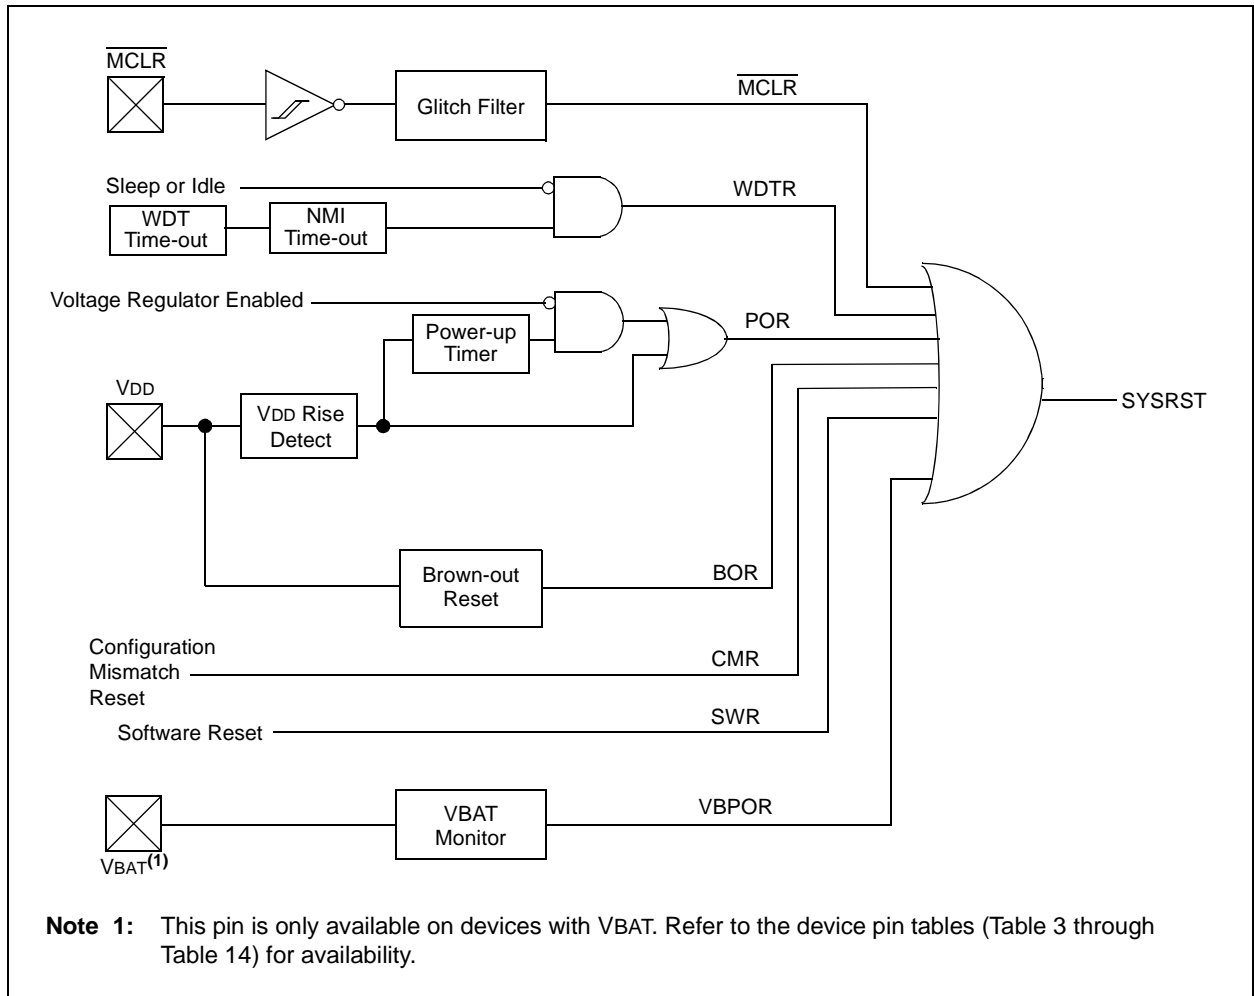 MCLR
Glitch Filter
MCLR
Sleep or Idle
WDTR
WDT
Time-out
NMI
Time-out
Voltage Regulator Enabled
Power-up
Timer
POR
VDD
VDD Rise
Detect
SYSRST
Brown-out
Reset
BOR
Configuration
Mismatch
Reset
CMR
Software Reset
SWR
VBAT
Monitor
VBPOR
VBAT(1)
Note 1: This pin is only available on devices with VBAT. Refer to the device pin tables (Table 3 through
Table 14) for availability.